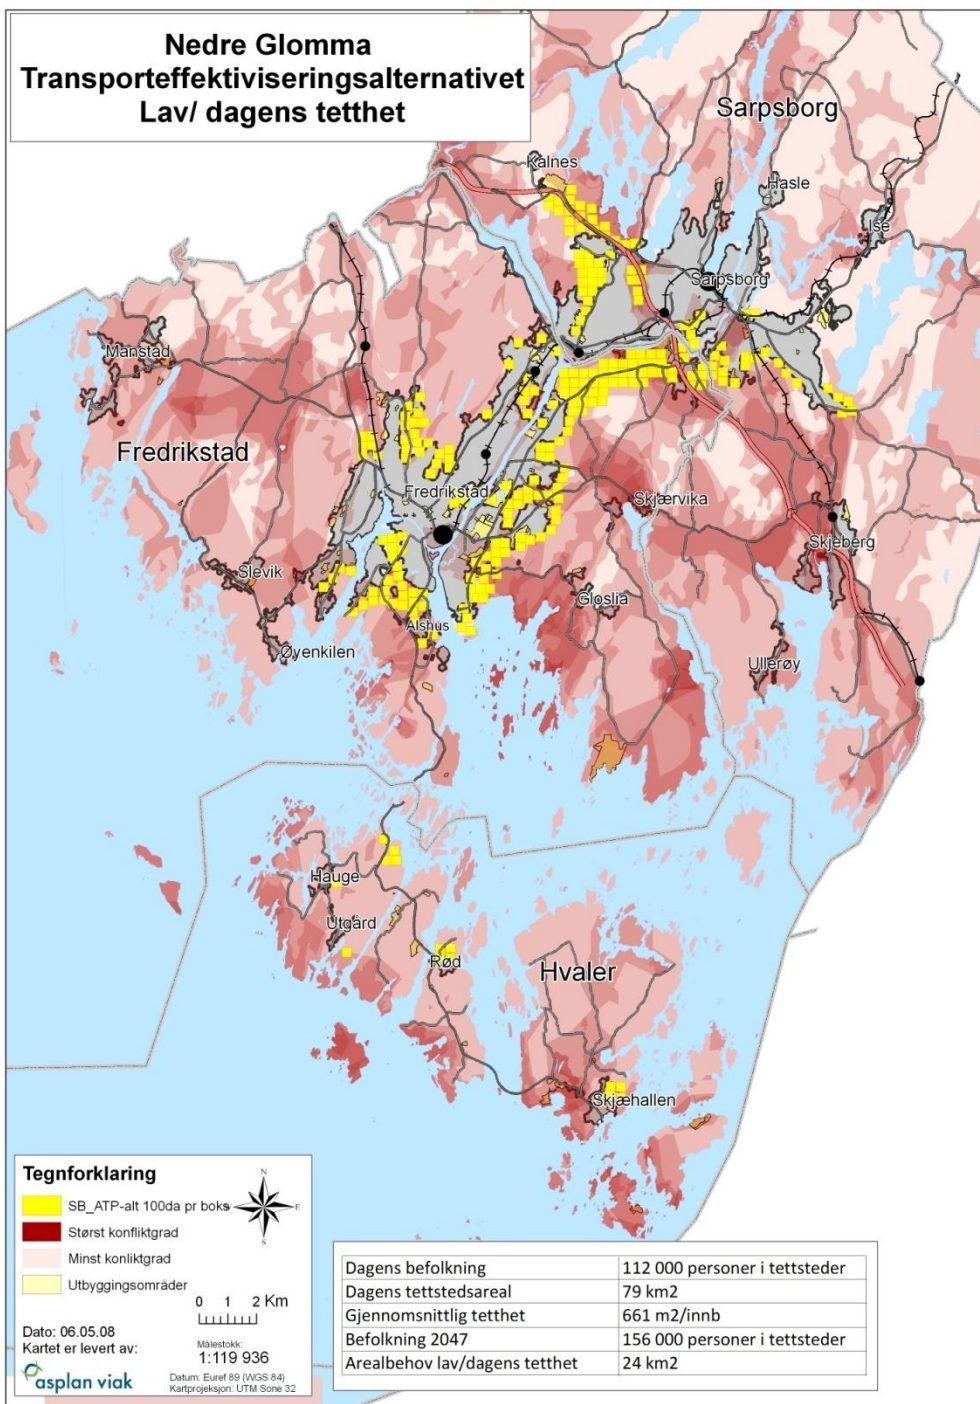 Nedre Glomma
Transporteffektiviseringsalternativet
Lav/ dagens tetthet
Sarpsborg
Kalnes
Hasle
Ise
Sarpsborg
Manstad
Fredrikstad
Fredrikstad
Skjærvika
Skjeberg
Slevik
Gloslia
Alshus
Øyenkilen
Ullerøy
Hauge
Utgård
Rød
Hvaler
Skjæhallen
Tegnforklaring
SB_ATP-alt 100da pr boks
Størst konfliktgrad
Minst konliktgrad
Utbyggingsområder
N
W
E
S
0 1 2 Km
Dato: 06.05.08
Kartet er levert av:
asplan viak
Målestokk:
1:119 936
Datum: Euref 89 (WGS 84)
Kartprojeksjon: UTM Sone 32
Dagens befolkning 112 000 personer i tettsteder
Dagens tettstedsareal 79 km2
Gjennomsnittlig tetthet 661 m2/innb
Befolkning 2047 156 000 personer i tettsteder
Arealbehov lav/dagens tetthet 24 km2